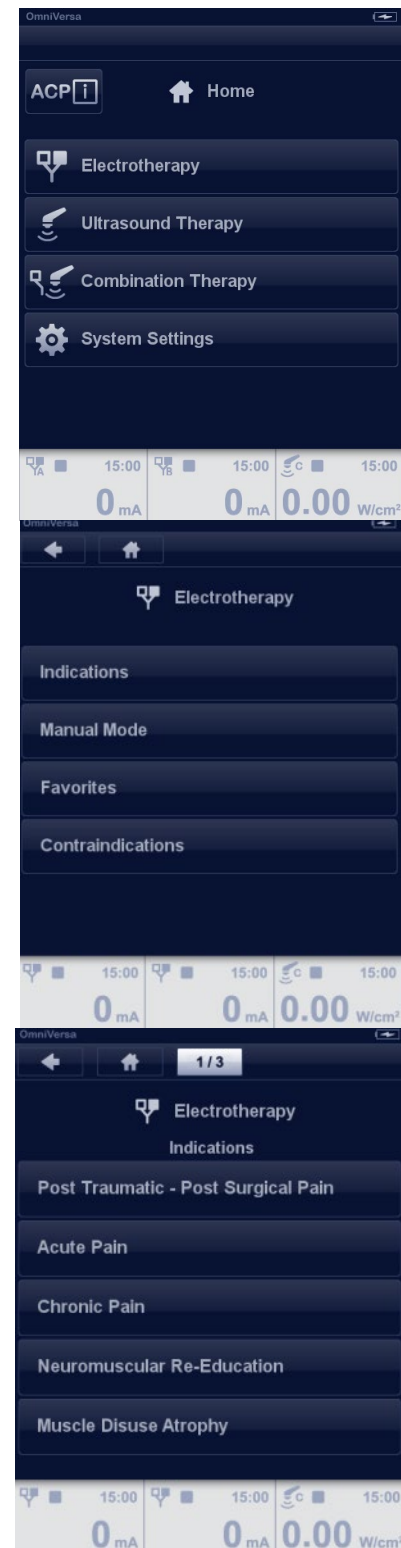 OmniVersa
ACP i
Home
Electrotherapy
Ultrasound Therapy
Combination Therapy
System Settings
YA 15:00 YB 15:00 C 15:00
0 mA 0 mA 0.00 W/cm²
OmniVersa
Electrotherapy
Indications
Manual Mode
Favorites
Contraindications
15:00 15:00 C 15:00
0 mA 0 mA 0.00 W/cm²
OmniVersa
1/3
Electrotherapy
Indications
Post Traumatic - Post Surgical Pain
Acute Pain
Chronic Pain
Neuromuscular Re-Education
Muscle Disuse Atrophy
15:00 15:00 C 15:00
0 mA 0 mA 0.00 W/cm²